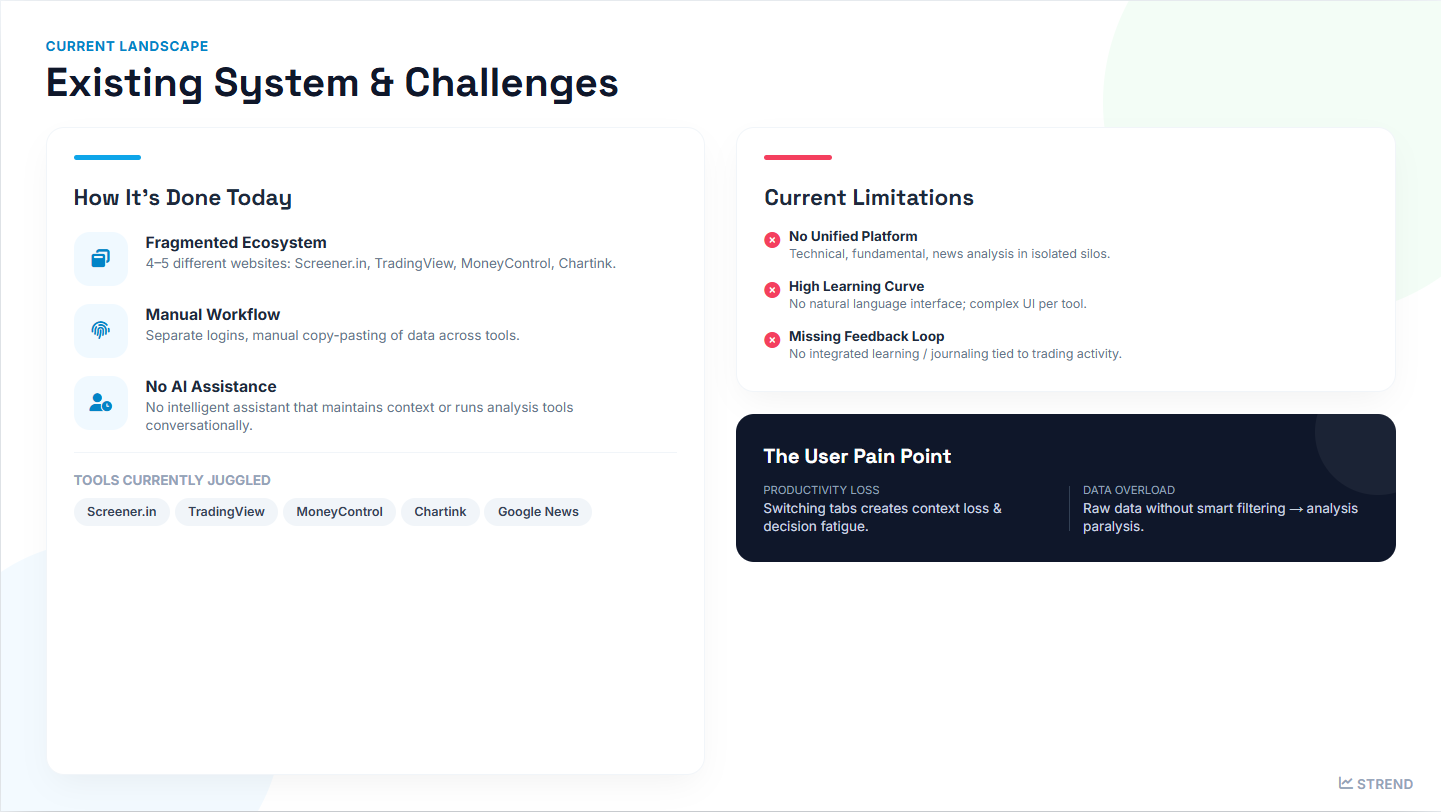 CURRENT LANDSCAPE
Existing System & Challenges
How It's Done Today
Fragmented Ecosystem
4–5 different websites: Screener.in, TradingView, MoneyControl, Chartink.
Manual Workflow
Separate logins, manual copy-pasting of data across tools.
No AI Assistance
No intelligent assistant that maintains context or runs analysis tools
conversationally.
TOOLS CURRENTLY JUGGLED
Screener.in TradingView MoneyControl Chartink Google News
Current Limitations
No Unified Platform
Technical, fundamental, news analysis in isolated silos.
High Learning Curve
No natural language interface; complex UI per tool.
Missing Feedback Loop
No integrated learning / journaling tied to trading activity.
The User Pain Point
PRODUCTIVITY LOSS
Switching tabs creates context loss &
decision fatigue.
DATA OVERLOAD
Raw data without smart filtering → analysis
paralysis.
STREND